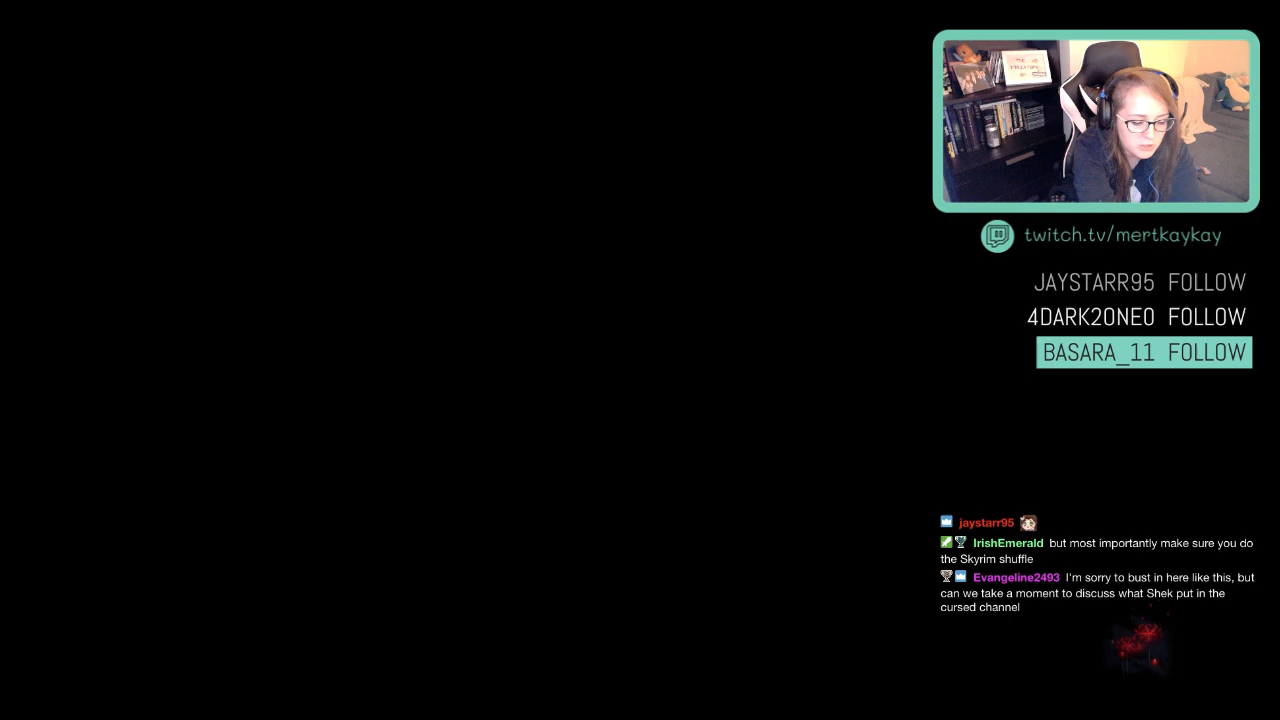 twitch.tv/mertkaykay
JAYSTARR95 FOLLOW
4DARK20NE0 FOLLOW
BASARA_11 FOLLOW
jaystarr95
IrishEmerald but most importantly make sure you do
the Skyrim shuffle
Evangeline2493 I'm sorry to bust in here like this, but
can we take a moment to discuss what Shek put in the
cursed channel